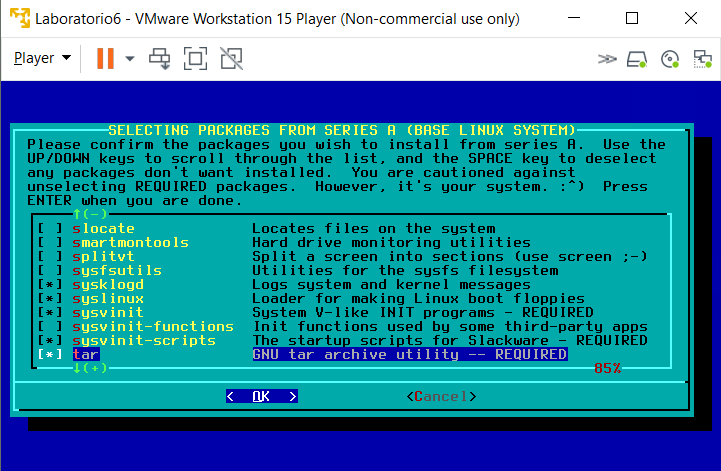 Laboratorio6 - VMware Workstation 15 Player (Non-commercial use only)
Player
SELECTING PACKAGES FROM SERIES A (BASE LINUX SYSTEM)
Please confirm the packages you wish to install from series A.  Use the
UP/DOWN keys to scroll through the list, and the SPACE key to deselect
any packages don't want installed.  You are cautioned against
unselecting REQUIRED packages.  However, it's your system. :^)  Press
ENTER when you are done.
↑(-)
[ ] slocate Locates files on the system
[ ] smartmontools Hard drive monitoring utilities
[ ] splitvt Split a screen into sections (use screen ;-)
[ ] sysfsutils Utilities for the sysfs filesystem
[*] sysklogd Logs system and kernel messages
[*] syslinux Loader for making Linux boot floppies
[*] sysvinit System V-like INIT programs - REQUIRED
[ ] sysvinit-functions Init functions used by some third-party apps
[*] sysvinit-scripts The startup scripts for Slackware - REQUIRED
[*] tar GNU tar archive utility -- REQUIRED
↓(+) 85%
< OK > <Cancel>